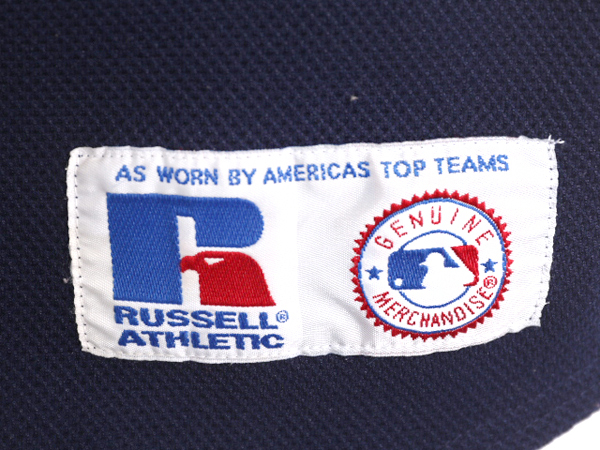 AS WORN BY AMERICAS TOP TEAMS
RUSSELL®
ATHLETIC
GENUINE
MERCHANDISE®